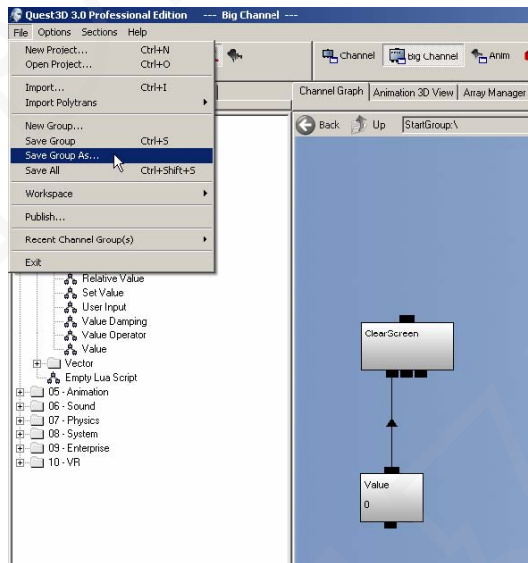 Quest3D 3.0 Professional Edition --- Big Channel ---
File Options Sections Help
New Project... Ctrl+N
Open Project... Ctrl+O
Import... Ctrl+I
Import Polytrans
New Group...
Save Group Ctrl+S
Save Group As...
Save All Ctrl+Shift+S
Workspace
Publish...
Recent Channel Group(s)
Exit
Relative Value
Set Value
User Input
Value Damping
Value Operator
Value
Vector
Empty Lua Script
05 - Animation
06 - Sound
07 - Physics
08 - System
09 - Enterprise
10 - VR
Channel Big Channel Anim
Channel Graph Animation 3D View Array Manager
Back Up StartGroup:\
ClearScreen
Value
0